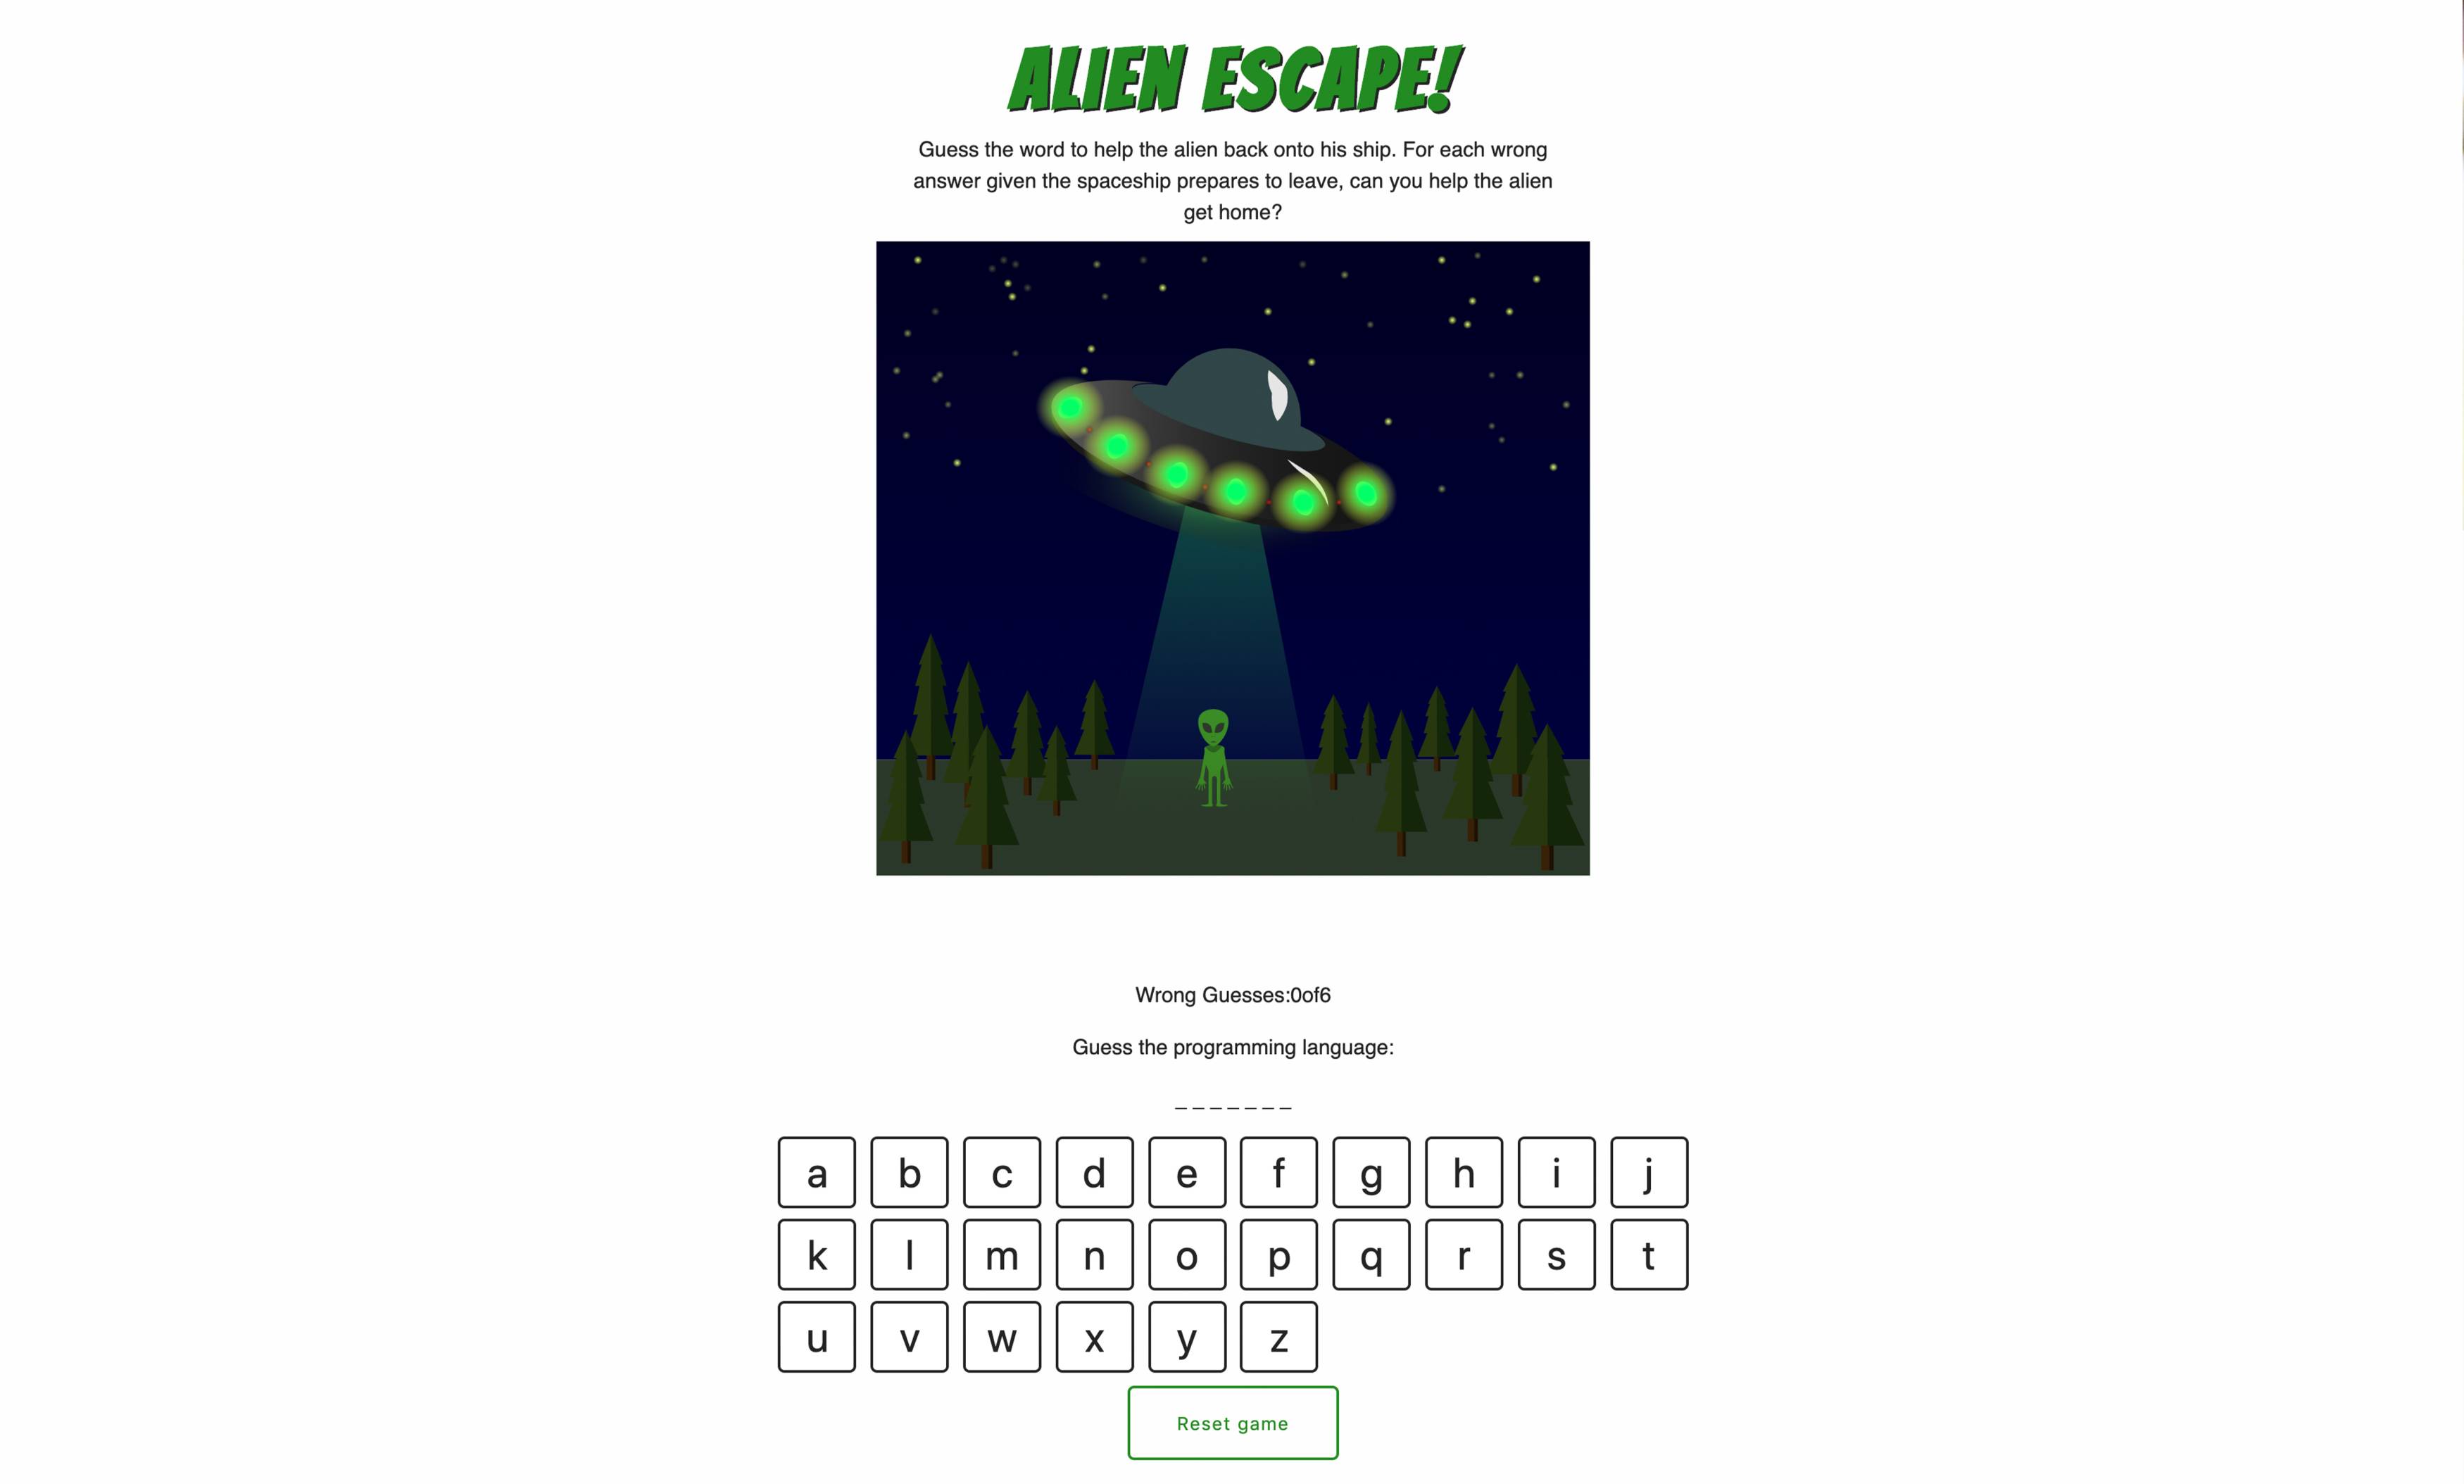 ALIEN ESCAPE!
Guess the word to help the alien back onto his ship. For each wrong
answer given the spaceship prepares to leave, can you help the alien
get home?
Wrong Guesses:0of6
Guess the programming language:
_ _ _ _ _ _ _
a b c d e f g h i j
k l m n o p q r s t
u v w x y z
Reset game